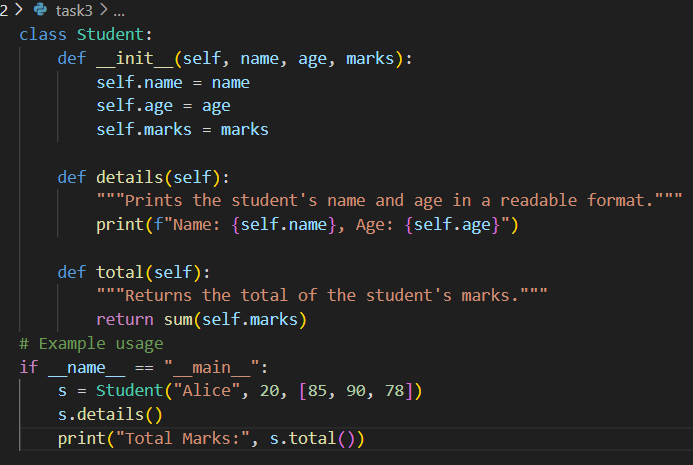 2 > task3 > ...
class Student:
    def __init__(self, name, age, marks):
        self.name = name
        self.age = age
        self.marks = marks

    def details(self):
        """Prints the student's name and age in a readable format."""
        print(f"Name: {self.name}, Age: {self.age}")

    def total(self):
        """Returns the total of the student's marks."""
        return sum(self.marks)
# Example usage
if __name__ == "__main__":
    s = Student("Alice", 20, [85, 90, 78])
    s.details()
    print("Total Marks:", s.total())